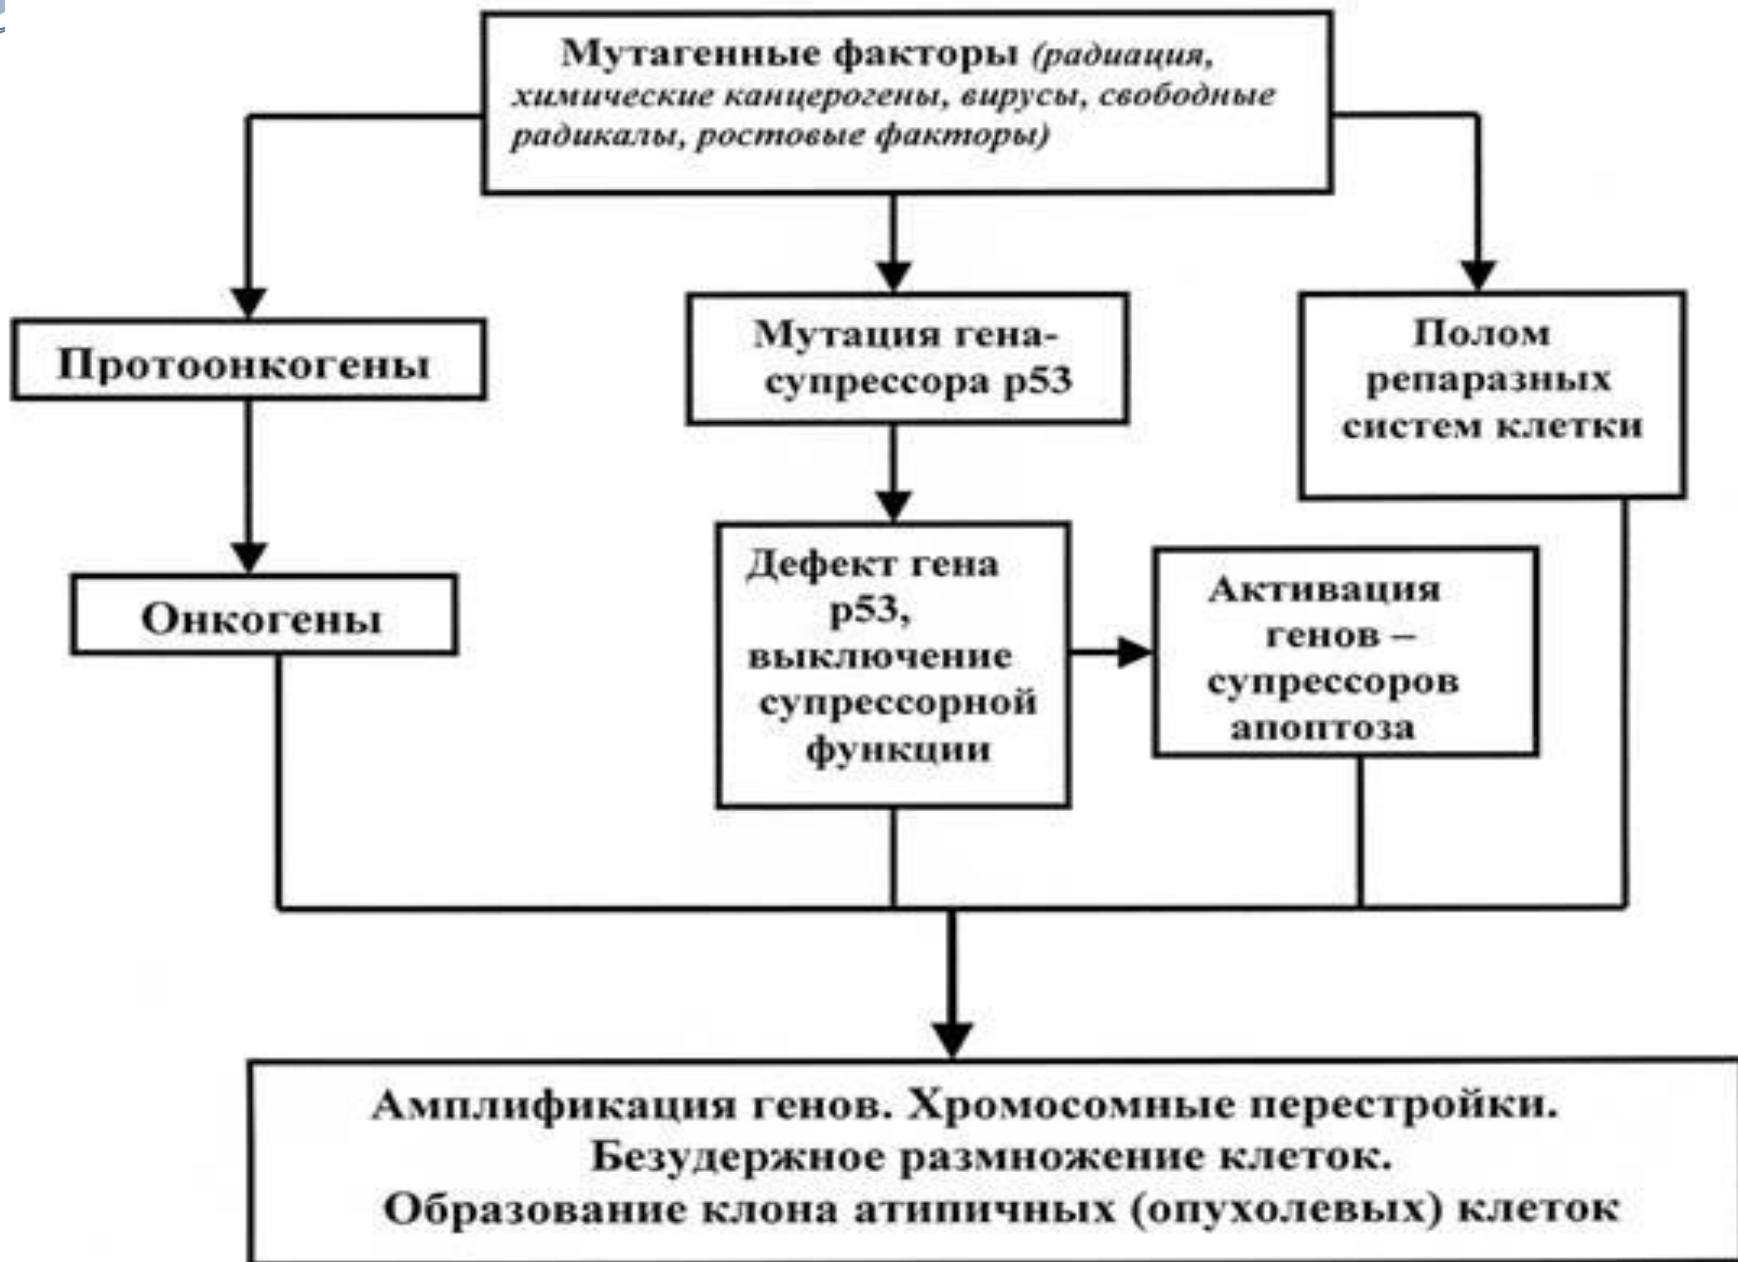 Мутагенные факторы (радиация,
химические канцерогены, вирусы, свободные
радикалы, ростовые факторы)
Протоонкогены
Мутация гена-
супрессора р53
Полом
репаразных
систем клетки
Онкогены
Дефект гена
р53,
выключение
супрессорной
функции
Активация
генов –
супрессоров
апоптоза
Амплификация генов. Хромосомные перестройки.
Безудержное размножение клеток.
Образование клона атипичных (опухолевых) клеток